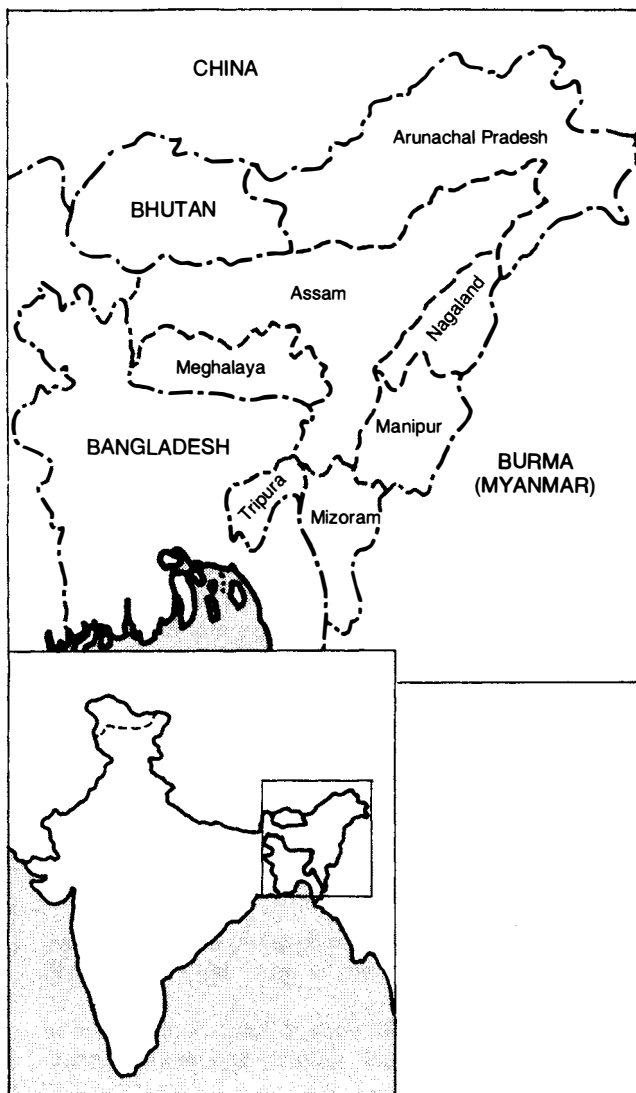 CHINA
Arunachal Pradesh
BHUTAN
Assam
Nagaland
Meghalaya
Manipur
BANGLADESH
BURMA
(MYANMAR)
Tripura
Mizoram